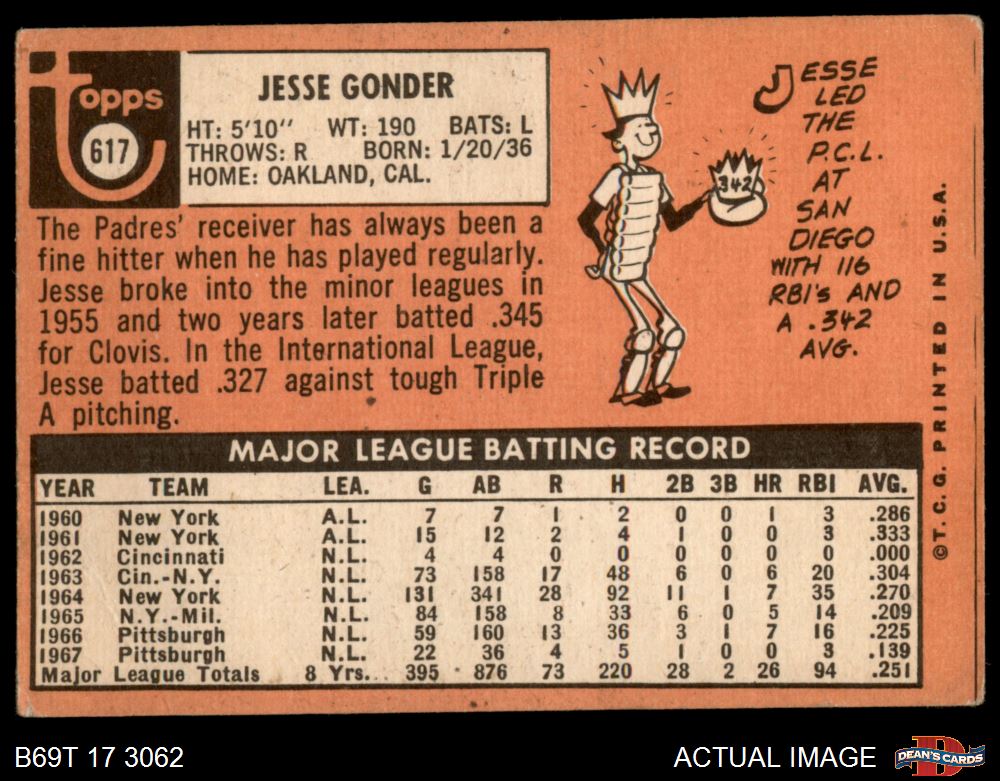 Topps
617
JESSE GONDER
HT: 5'10" WT: 190 BATS: L
THROWS: R BORN: 1/20/36
HOME: OAKLAND, CAL.
The Padres' receiver has always been a
fine hitter when he has played regularly.
Jesse broke into the minor leagues in
1955 and two years later batted .345
for Clovis. In the International League,
Jesse batted .327 against tough Triple
A pitching.
342
JESSE
LED
THE
P.C.L.
AT
SAN
DIEGO
WITH 116
RBI's AND
A .342
AVG.
©T.C.G. PRINTED IN U.S.A.
MAJOR LEAGUE BATTING RECORD
YEAR TEAM LEA. G AB R H 2B 3B HR RBI AVG.
1960 New York A.L. 7 7 1 2 0 0 1 3 .286
1961 New York A.L. 15 12 2 4 1 0 0 3 .333
1962 Cincinnati N.L. 4 4 0 0 0 0 0 0 .000
1963 Cin.-N.Y. N.L. 73 158 17 48 6 0 6 20 .304
1964 New York N.L. 131 341 28 92 11 1 7 35 .270
1965 N.Y.-Mil. N.L. 84 158 8 33 6 0 5 14 .209
1966 Pittsburgh N.L. 59 160 13 36 3 1 7 16 .225
1967 Pittsburgh N.L. 22 36 4 5 1 0 0 3 .139
Major League Totals 8 Yrs. . 395 876 73 220 28 2 26 94 .251
B69T 17 3062
ACTUAL IMAGE
DEAN'S CARDS